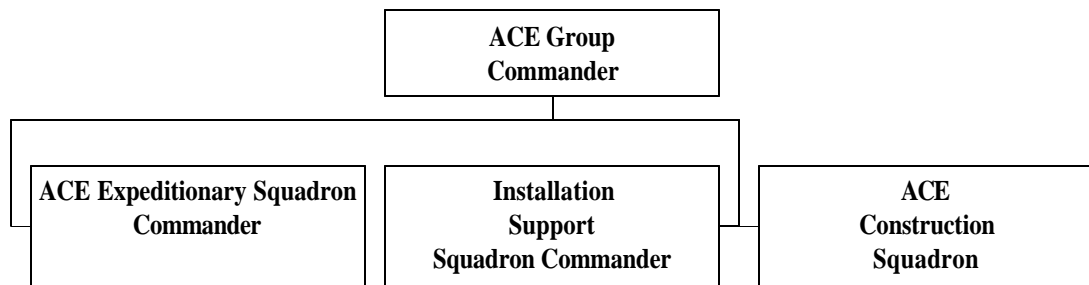 ACE Group
Commander
ACE Expeditionary Squadron
Commander
Installation
Support
Squadron Commander
ACE
Construction
Squadron